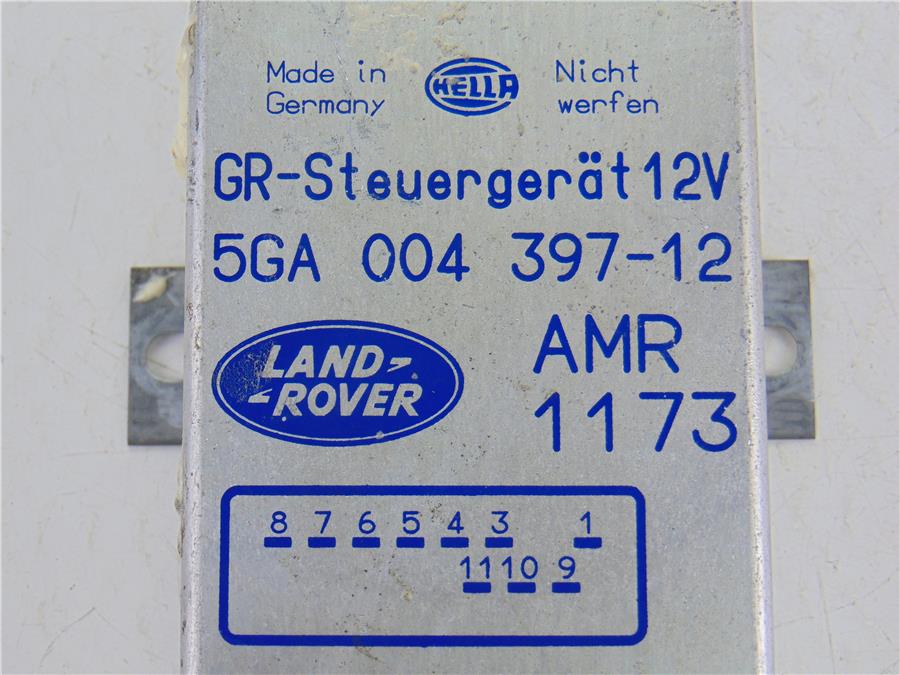 Made in Germany
HELLA
Nicht werfen
GR-Steuergerät 12V
5GA 004 397-12
LAND-
ROVER
AMR
1173
8 7 6 5 4 3 1
11 10 9